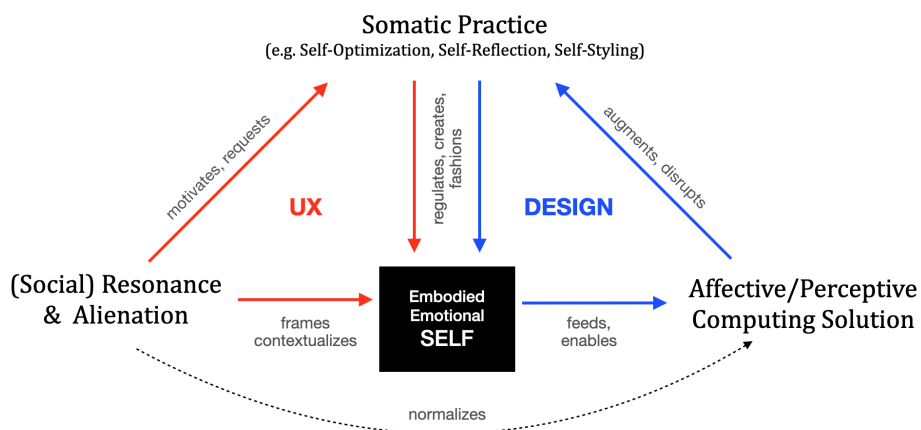 Somatic Practice
(e.g. Self-Optimization, Self-Reflection, Self-Styling)
motivates, requests
regulates, creates,
fashions
augments, disrupts
UX
DESIGN
(Social) Resonance
& Alienation
frames
contextualizes
Embodied
Emotional
SELF
feeds,
enables
Affective/Perceptive
Computing Solution
normalizes